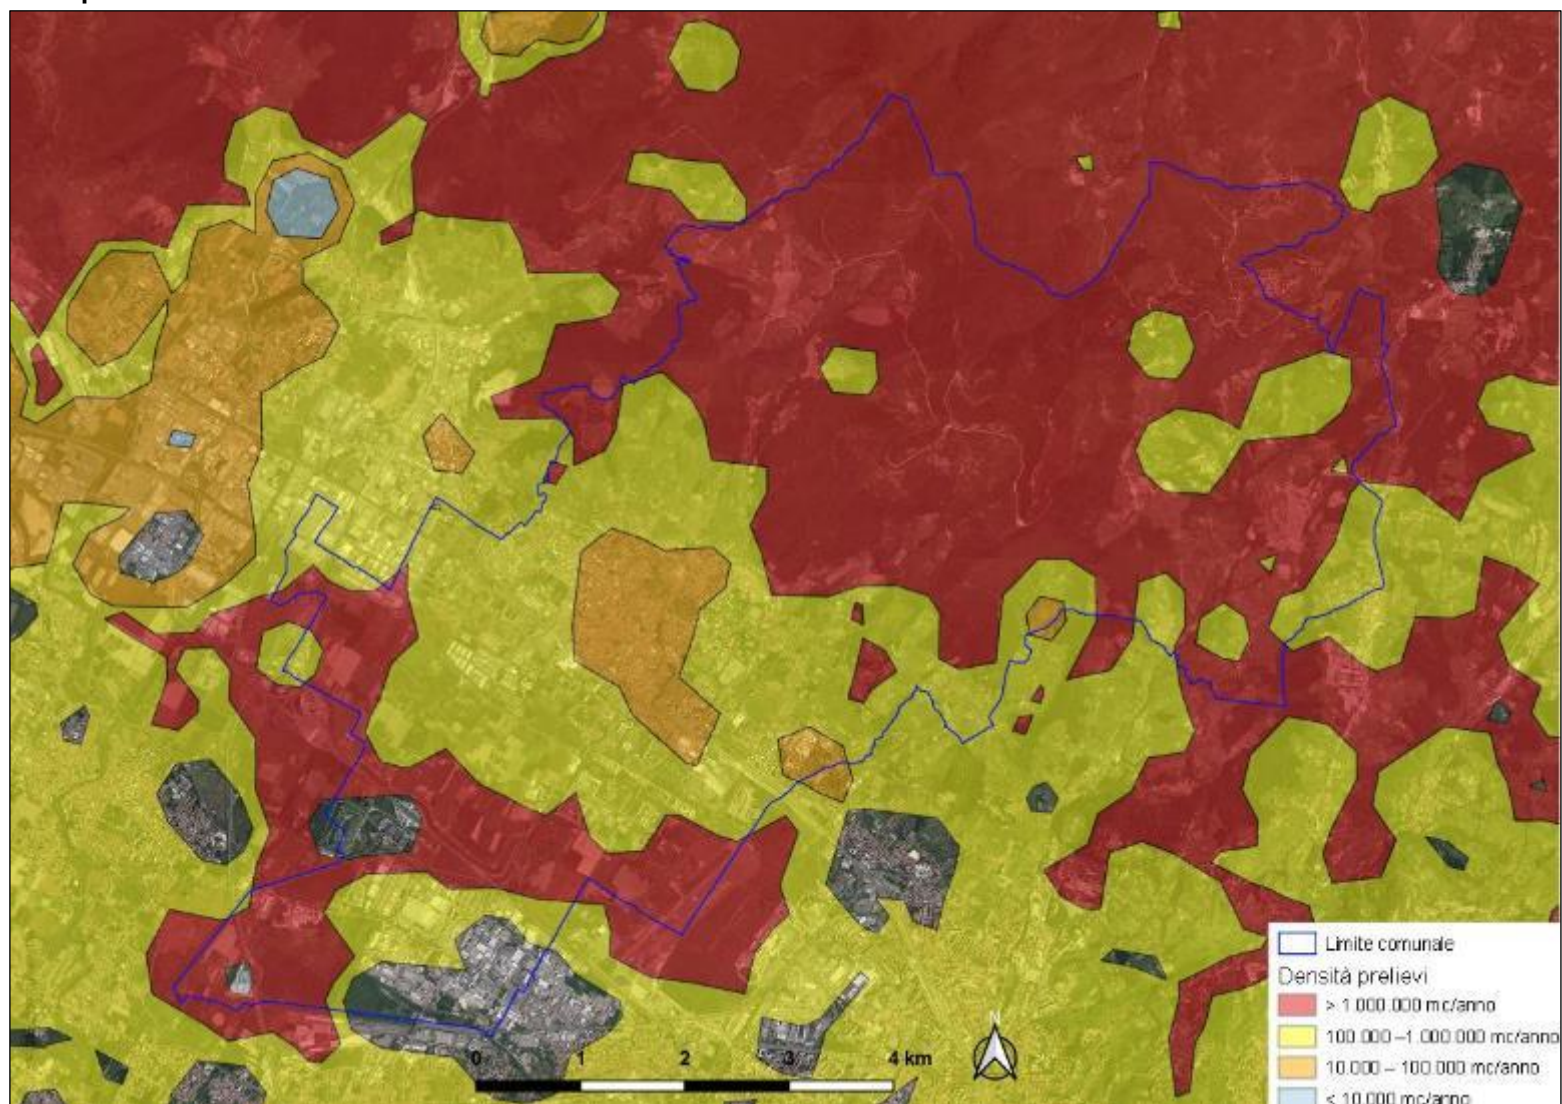 0 1 2 3 4 km
N
Limite comunale
Densità prelievi
> 1.000.000 mc/anno
100.000 –1.000.000 mc/anno
10.000 – 100.000 mc/anno
< 10.000 mc/anno